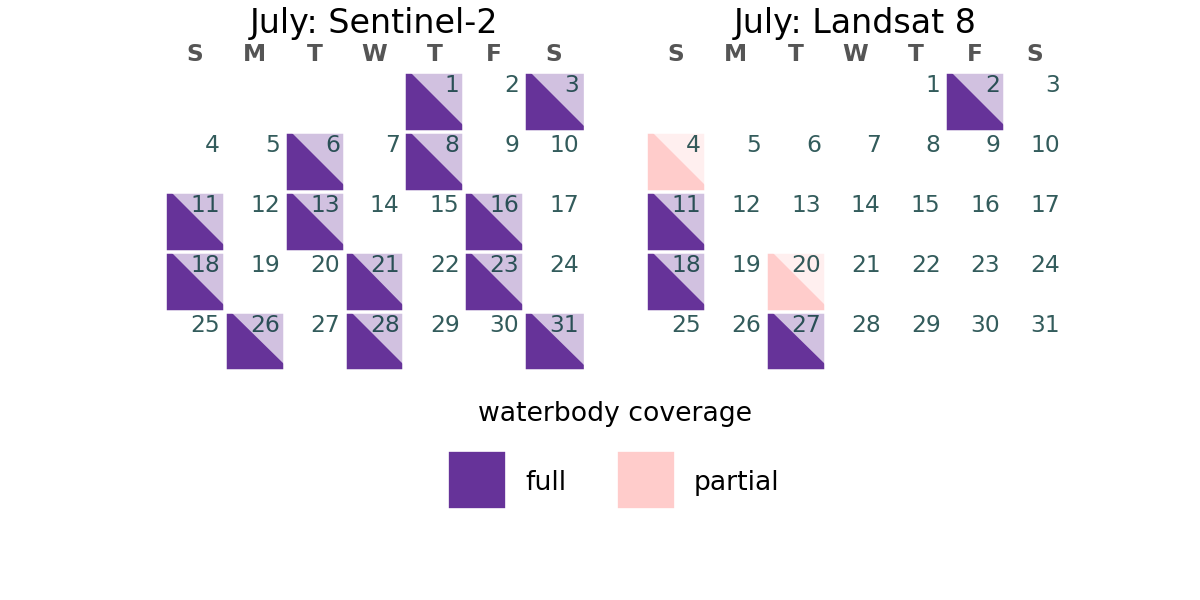 July: Sentinel-2
S M T W T F S
1 2 3
4 5 6 7 8 9 10
11 12 13 14 15 16 17
18 19 20 21 22 23 24
25 26 27 28 29 30 31
July: Landsat 8
S M T W T F S
1 2 3
4 5 6 7 8 9 10
11 12 13 14 15 16 17
18 19 20 21 22 23 24
25 26 27 28 29 30 31
waterbody coverage
full partial